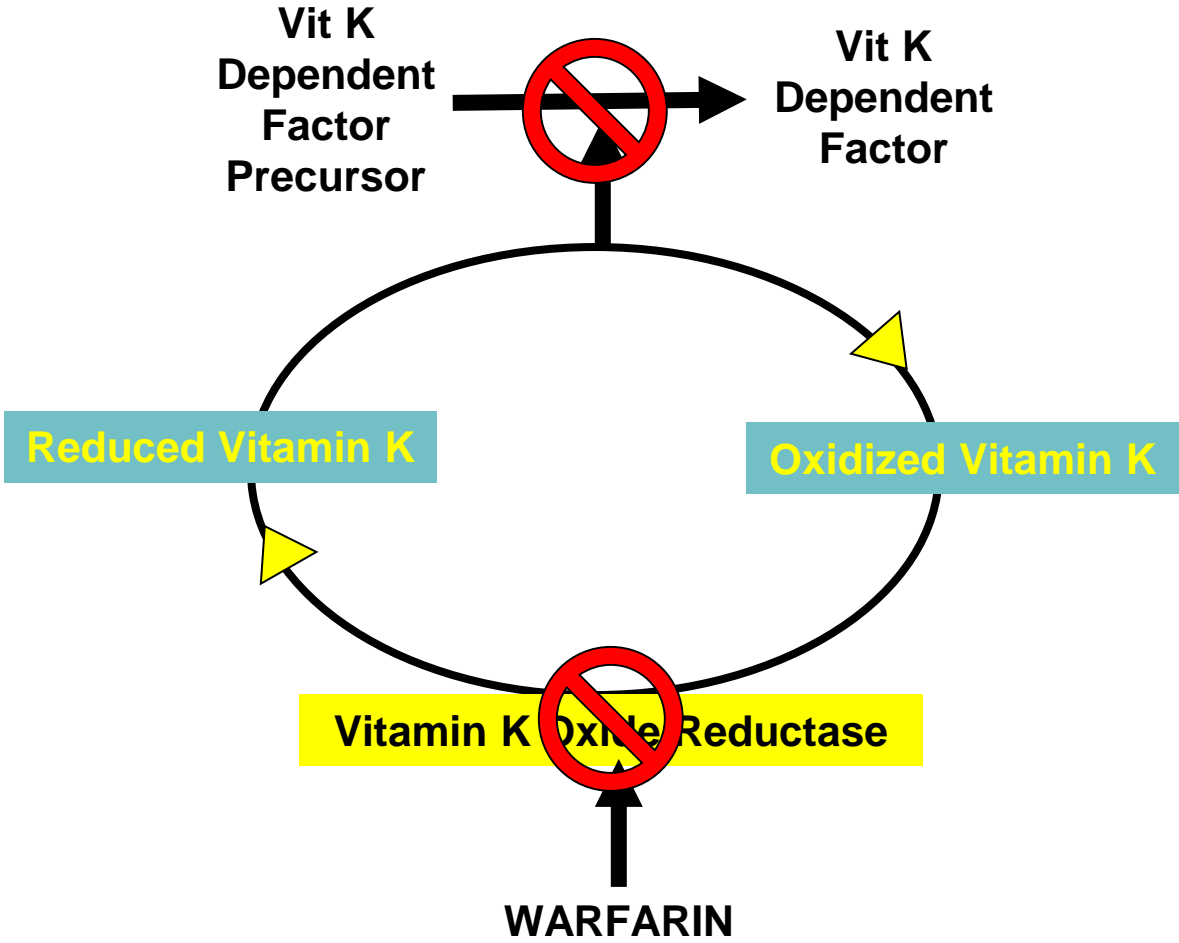 Vit K
Dependent
Factor
Precursor
Vit K
Dependent
Factor
Reduced Vitamin K
Oxidized Vitamin K
Vitamin K Oxide Reductase
WARFARIN